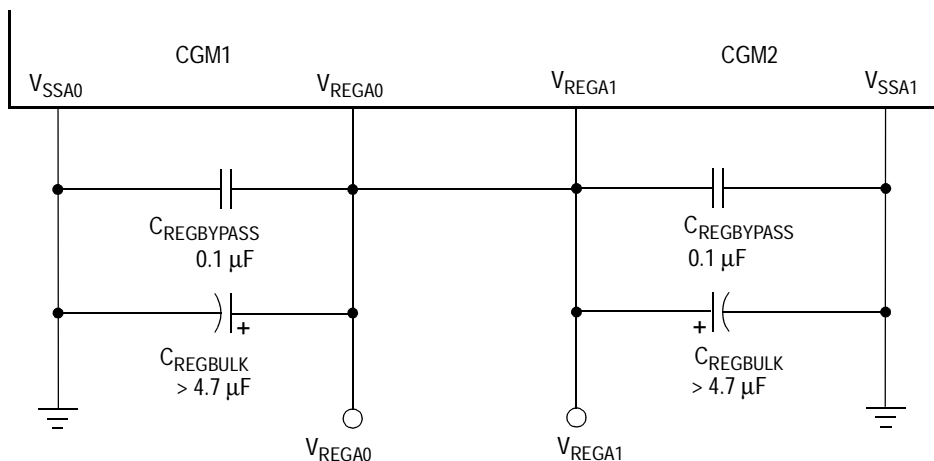 CGM1
CGM2
VSSA0
VREGA0
VREGA1
VSSA1
CREGBYPASS
0.1 µF
CREGBYPASS
0.1 µF
+
+
CREGBULK
> 4.7 µF
CREGBULK
> 4.7 µF
VREGA0
VREGA1